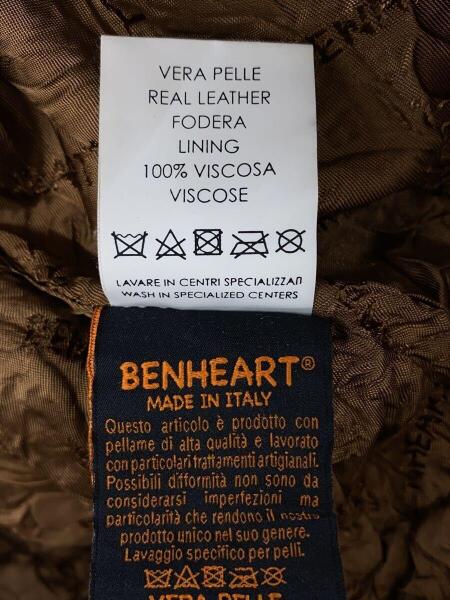 VERA PELLE
REAL LEATHER
FODERA
LINING
100% VISCOSA
VISCOSE
LAVARE IN CENTRI SPECIALIZZATI
WASH IN SPECIALIZED CENTERS
BENHEART®
MADE IN ITALY
Questo articolo è prodotto con
pellame di alta qualità e lavorato
con particolari trattamenti artigianali.
Possibili difformità non sono da
considerarsi imperfezioni ma
particolarità che rendono il nostro
prodotto unico nel suo genere.
Lavaggio specifico per pelli.
VERA PELLE